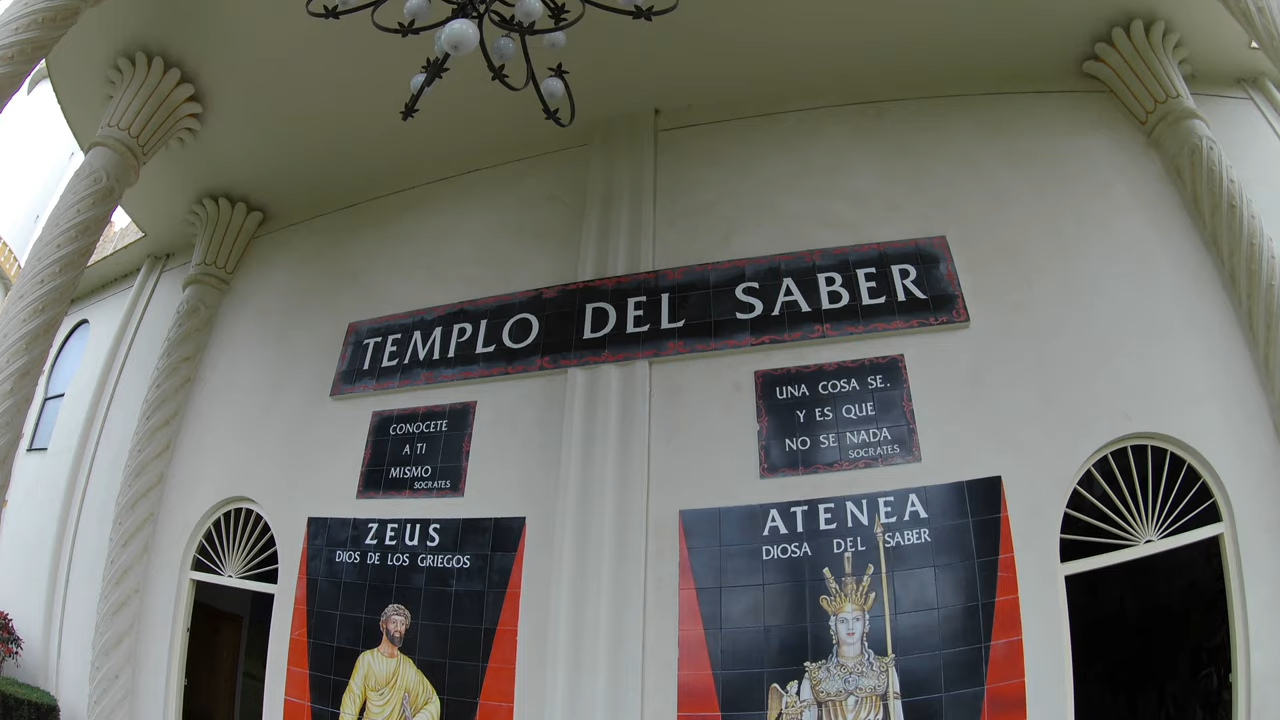 TEMPLO DEL SABER
CONOCETE
A TI
MISMO
SOCRATES
UNA COSA SE.
Y ES QUE
NO SE NADA
SOCRATES
ZEUS
DIOS DE LOS GRIEGOS
ATENEA
DIOSA DEL SABER